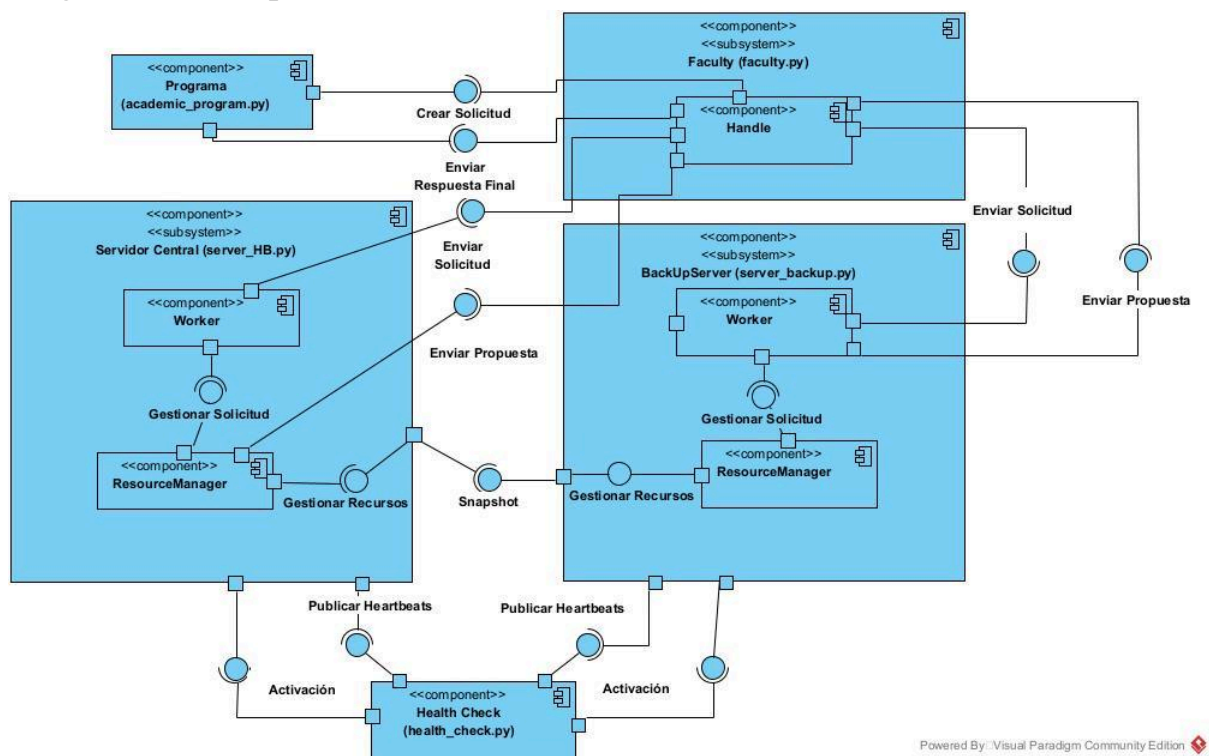 <<component>>
Programa
(academic_program.py)
Crear Solicitud
Enviar
Respuesta Final
<<component>>
<<subsystem>>
Faculty (faculty.py)
<<component>>
Handle
Enviar Solicitud
Enviar Propuesta
<<component>>
<<subsystem>>
Servidor Central (server_HB.py)
Enviar
Solicitud
<<component>>
Worker
Enviar Propuesta
Gestionar Solicitud
<<component>>
ResourceManager
Gestionar Recursos
Snapshot
<<component>>
<<subsystem>>
BackUpServer (server_backup.py)
<<component>>
Worker
Gestionar Solicitud
<<component>>
ResourceManager
Gestionar Recursos
Publicar Heartbeats
Publicar Heartbeats
Activación
Activación
<<component>>
Health Check
(health_check.py)
Powered By Visual Paradigm Community Edition